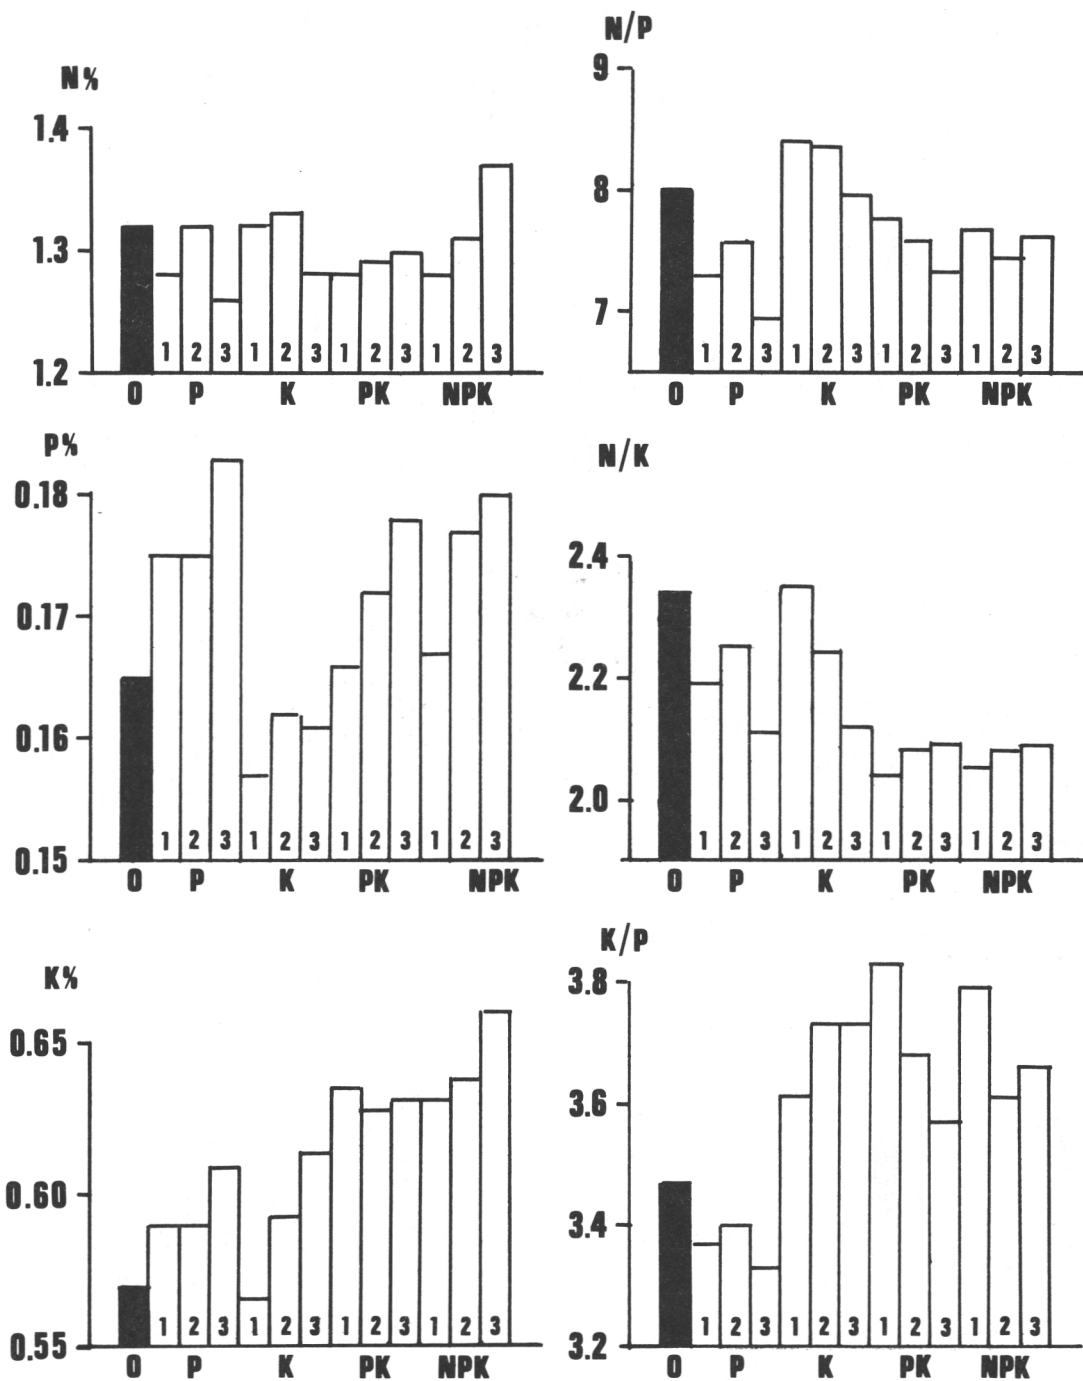 N%
1.4
1.3
1.2
1 2 3 1 2 3 1 2 3 1 2 3
O P K PK NPK
N/P
9
8
7
1 2 3 1 2 3 1 2 3 1 2 3
O P K PK NPK
P%
0.18
0.17
0.16
0.15
1 2 3 1 2 3 1 2 3 1 2 3
O P K PK NPK
N/K
2.4
2.2
2.0
1 2 3 1 2 3 1 2 3 1 2 3
O P K PK NPK
K%
0.65
0.60
0.55
1 2 3 1 2 3 1 2 3 1 2 3
O P K PK NPK
K/P
3.8
3.6
3.4
3.2
1 2 3 1 2 3 1 2 3 1 2 3
O P K PK NPK